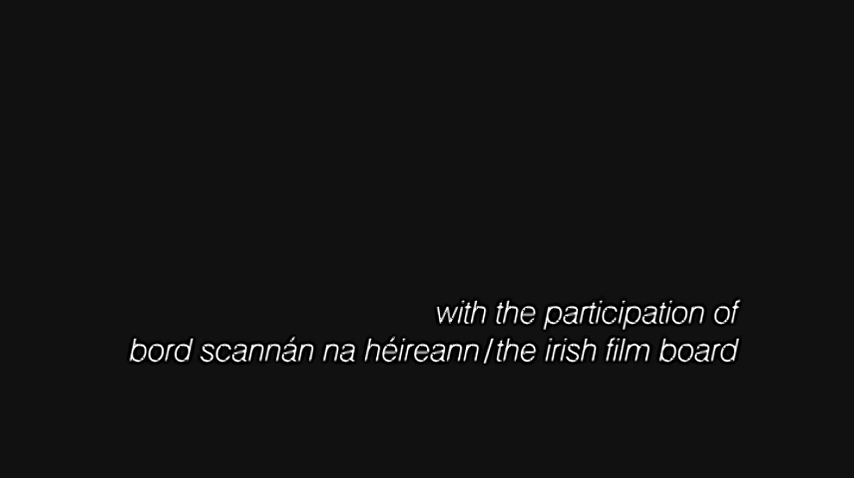 with the participation of
bord scannán na héireann/the irish film board